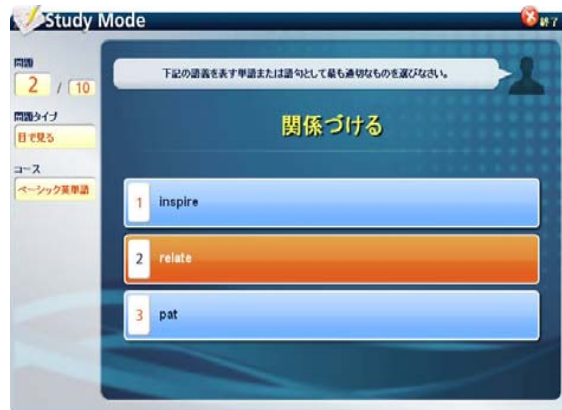 Study Mode
終了
問題
2 / 10
問題タイプ
目で見る
コース
ベーシック英単語
下記の語義を表す単語または語句として最も適切なものを選びなさい。
関係づける
1 inspire
2 relate
3 pat